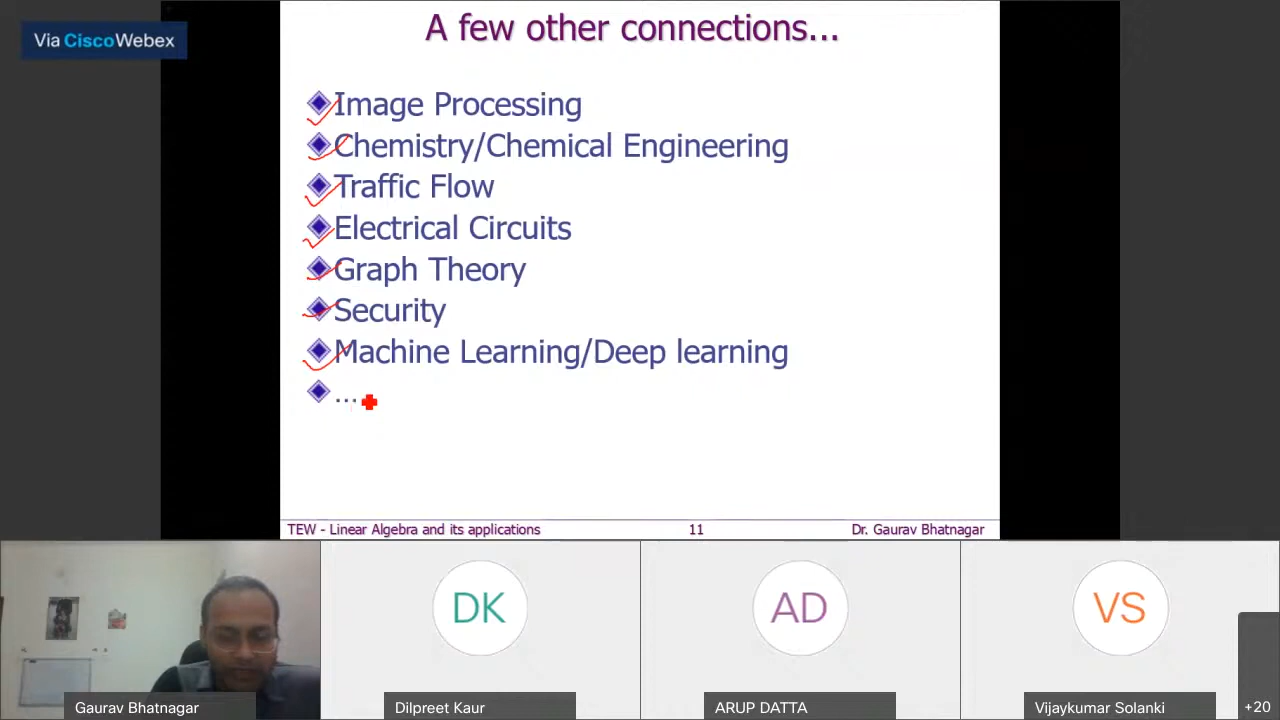 Via CiscoWebex
A few other connections...
Image Processing
Chemistry/Chemical Engineering
Traffic Flow
Electrical Circuits
Graph Theory
Security
Machine Learning/Deep learning
...
TEW - Linear Algebra and its applications 11 Dr. Gaurav Bhatnagar
DK AD VS
Gaurav Bhatnagar Dilpreet Kaur ARUP DATTA Vijaykumar Solanki +20